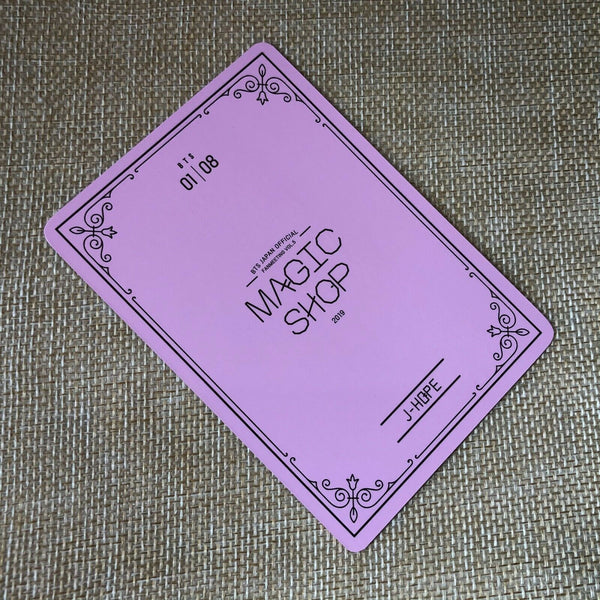 BTS
01|08
BTS JAPAN OFFICIAL
FANMEETING VOL.5
MAGIC
SHOP
2019
J-HOPE